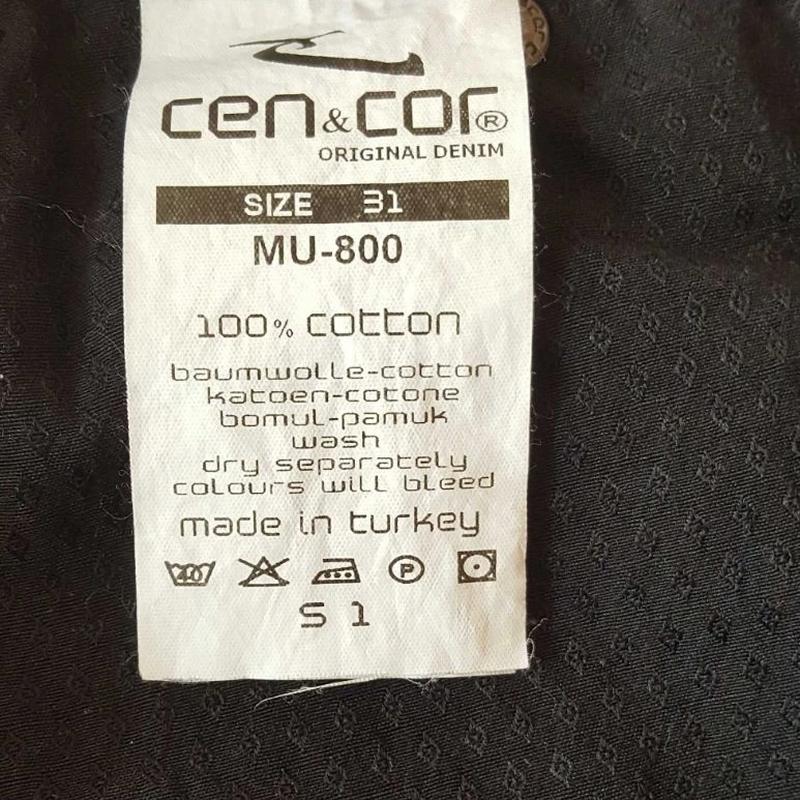 cen&cor®
ORIGINAL DENIM
SIZE 31
MU-800
100% cotton
baumwolle-cotton
katoen-cotone
bomul-pamuk
wash
dry separately
colours will bleed
made in turkey
40 P
S 1